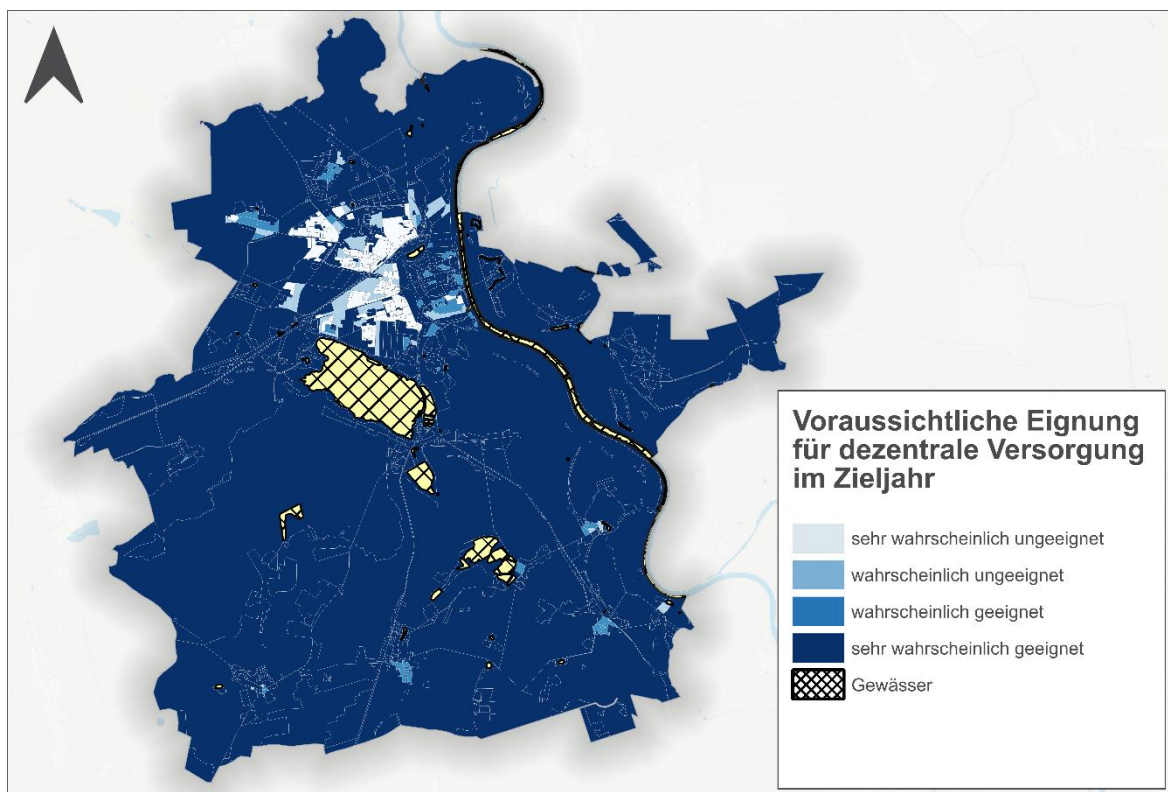 Voraussichtliche Eignung
für dezentrale Versorgung
im Zieljahr
sehr wahrscheinlich ungeeignet
wahrscheinlich ungeeignet
wahrscheinlich geeignet
sehr wahrscheinlich geeignet
Gewässer